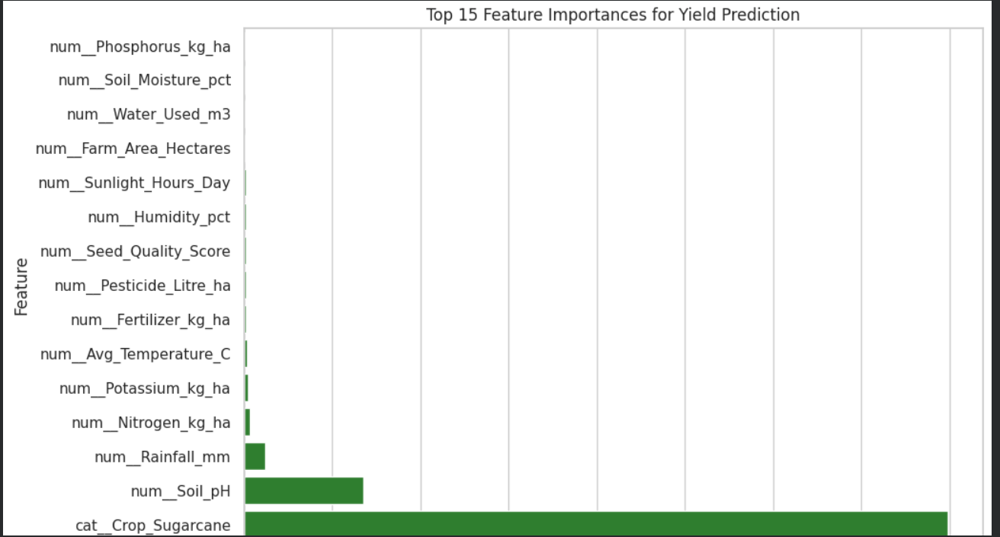 Top 15 Feature Importances for Yield Prediction
num__Phosphorus_kg_ha
num__Soil_Moisture_pct
num__Water_Used_m3
num__Farm_Area_Hectares
num__Sunlight_Hours_Day
num__Humidity_pct
num__Seed_Quality_Score
num__Pesticide_Litre_ha
num__Fertilizer_kg_ha
num__Avg_Temperature_C
num__Potassium_kg_ha
num__Nitrogen_kg_ha
num__Rainfall_mm
num__Soil_pH
cat__Crop_Sugarcane
Feature